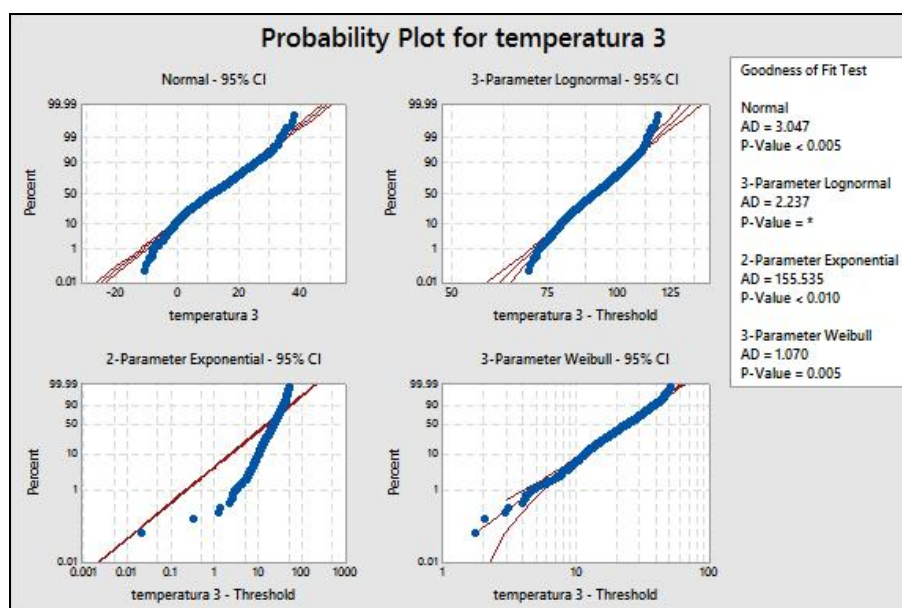 Probability Plot for temperatura 3
Normal - 95% CI
99.99
99
90
50
10
1
0.01
Percent
-20 0 20 40
temperatura 3
3-Parameter Lognormal - 95% CI
99.99
99
90
50
10
1
0.01
Percent
50 75 100 125
temperatura 3 - Threshold
2-Parameter Exponential - 95% CI
99.99
90
50
10
1
0.01
Percent
0.001 0.01 0.1 1 10 100 1000
temperatura 3 - Threshold
3-Parameter Weibull - 95% CI
99.99
90
50
10
1
0.01
Percent
1 10 100
temperatura 3 - Threshold
Goodness of Fit Test
Normal
AD = 3.047
P-Value < 0.005
3-Parameter Lognormal
AD = 2.237
P-Value = *
2-Parameter Exponential
AD = 155.535
P-Value < 0.010
3-Parameter Weibull
AD = 1.070
P-Value = 0.005